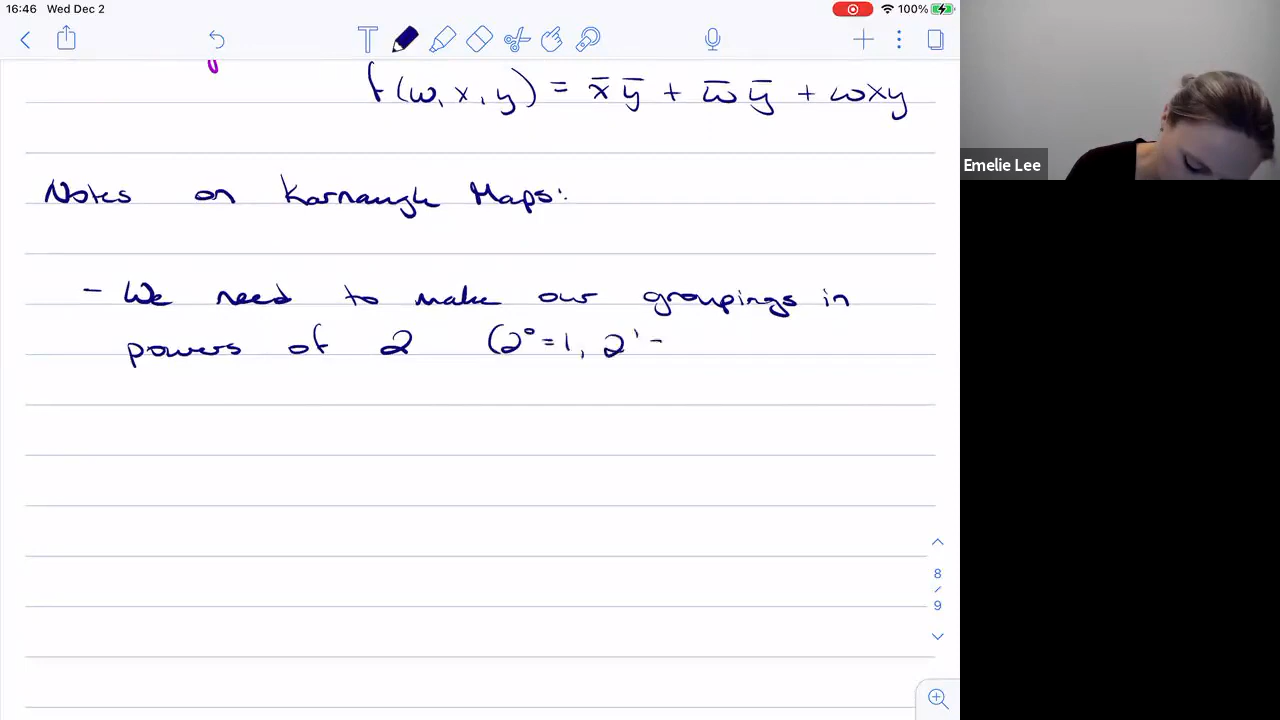 16:46 Wed Dec 2
100%
f(w, x, y) = x̄ ȳ + w̄ ȳ + wxy
Emelie Lee
Notes on Karnaugh Maps:
- We need to make our groupings in
powers of 2 (2⁰ = 1, 2¹ -
8
/
9